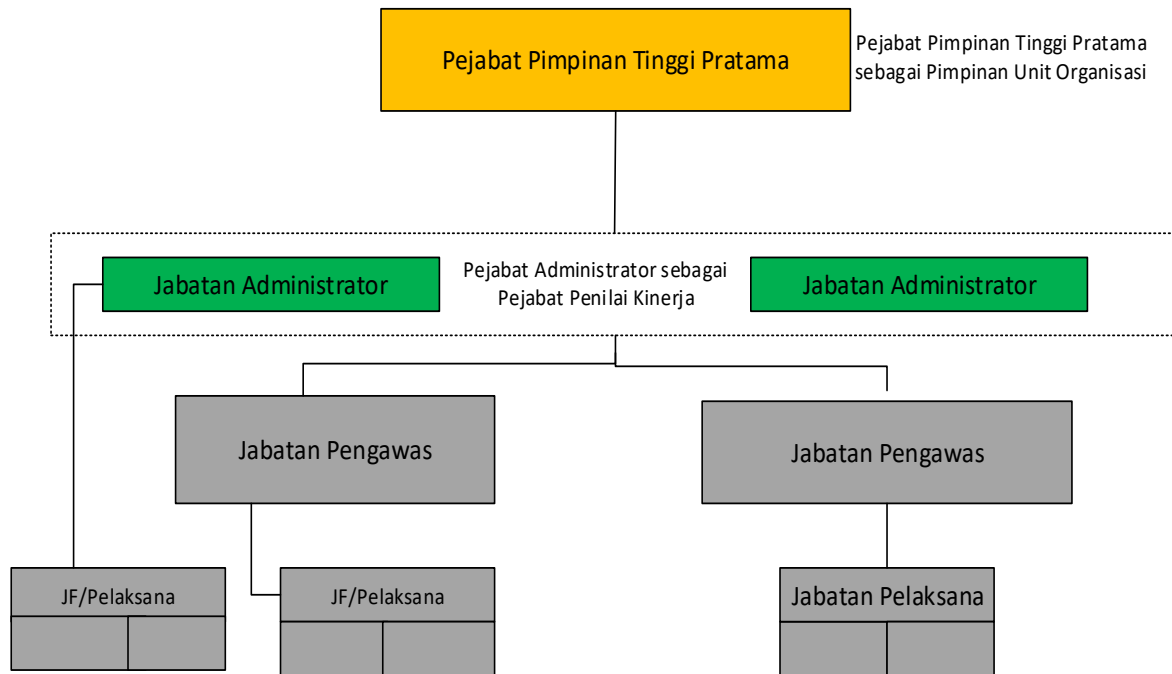 Pejabat Pimpinan Tinggi Pratama
Pejabat Pimpinan Tinggi Pratama
sebagai Pimpinan Unit Organisasi
Jabatan Administrator
Pejabat Administrator sebagai
Pejabat Penilai Kinerja
Jabatan Administrator
Jabatan Pengawas
Jabatan Pengawas
JF/Pelaksana
JF/Pelaksana
Jabatan Pelaksana